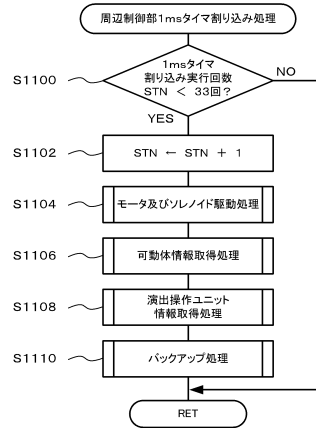 周辺制御部1msタイマ割り込み処理
S1100
1msタイマ
割り込み実行回数
STN < 33回?
NO
YES
S1102
STN ← STN + 1
S1104
モータ及びソレノイド駆動処理
S1106
可動体情報取得処理
S1108
演出操作ユニット
情報取得処理
S1110
バックアップ処理
RET